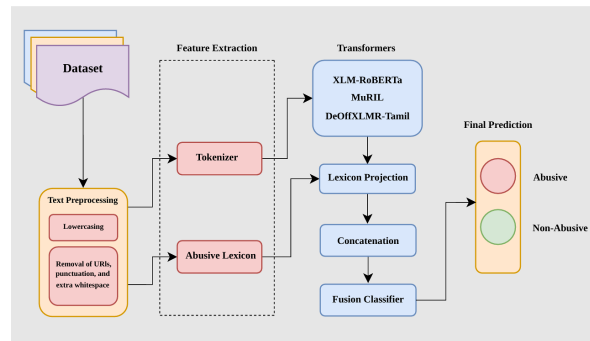 Feature Extraction
Transformers
Dataset
XLM-RoBERTa
MuRIL
DeOffXLMR-Tamil
Final Prediction
Tokenizer
Lexicon Projection
Abusive
Text Preprocessing
Lowercasing
Non-Abusive
Concatenation
Abusive Lexicon
Removal of URIs,
punctuation, and
extra whitespace
Fusion Classifier